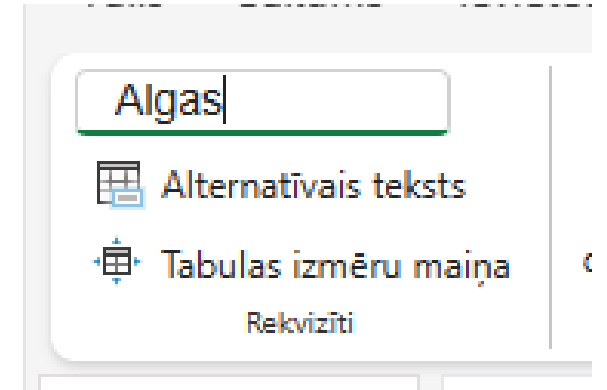 Algas
Alternatīvais teksts
Tabulas izmēru maiņa
Rekvizīti